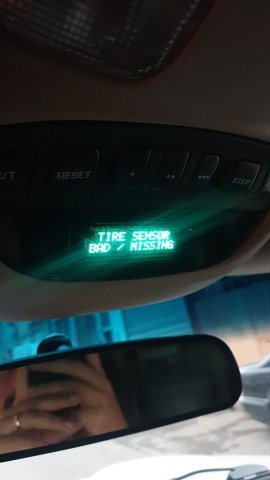 C/T
RESET
STEP
TIRE SENSOR
BAD / MISSING